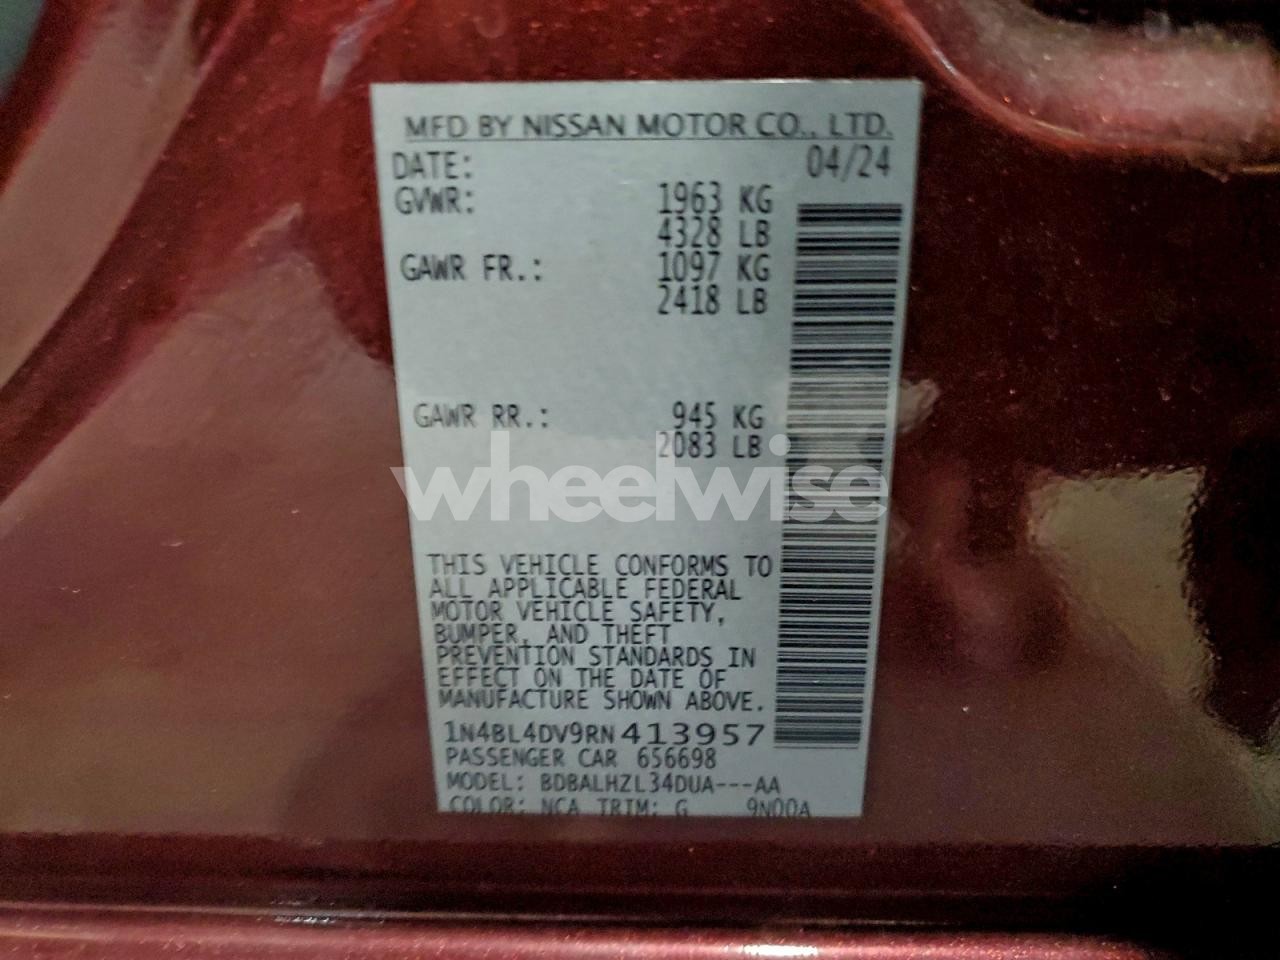 MFD BY NISSAN MOTOR CO., LTD.
DATE: 04/24
GVWR: 1963 KG
4328 LB
GAWR FR.: 1097 KG
2418 LB
GAWR RR.: 945 KG
2083 LB
wheelwise
THIS VEHICLE CONFORMS TO
ALL APPLICABLE FEDERAL
MOTOR VEHICLE SAFETY,
BUMPER, AND THEFT
PREVENTION STANDARDS IN
EFFECT ON THE DATE OF
MANUFACTURE SHOWN ABOVE.
1N4BL4DV9RN413957
PASSENGER CAR 656698
MODEL: BDBALHZL34DUA---AA
COLOR: NCA TRIM: G 9N00A